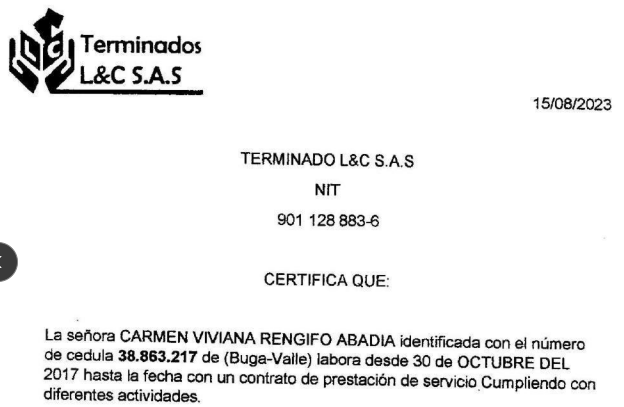 LC Terminados
L&C S.A.S
15/08/2023
TERMINADO L&C S.A.S
NIT
901 128 883-6
CERTIFICA QUE:
La señora CARMEN VIVIANA RENGIFO ABADIA identificada con el número
de cedula 38.863.217 de (Buga-Valle) labora desde 30 de OCTUBRE DEL
2017 hasta la fecha con un contrato de prestación de servicio Cumpliendo con
diferentes actividades.